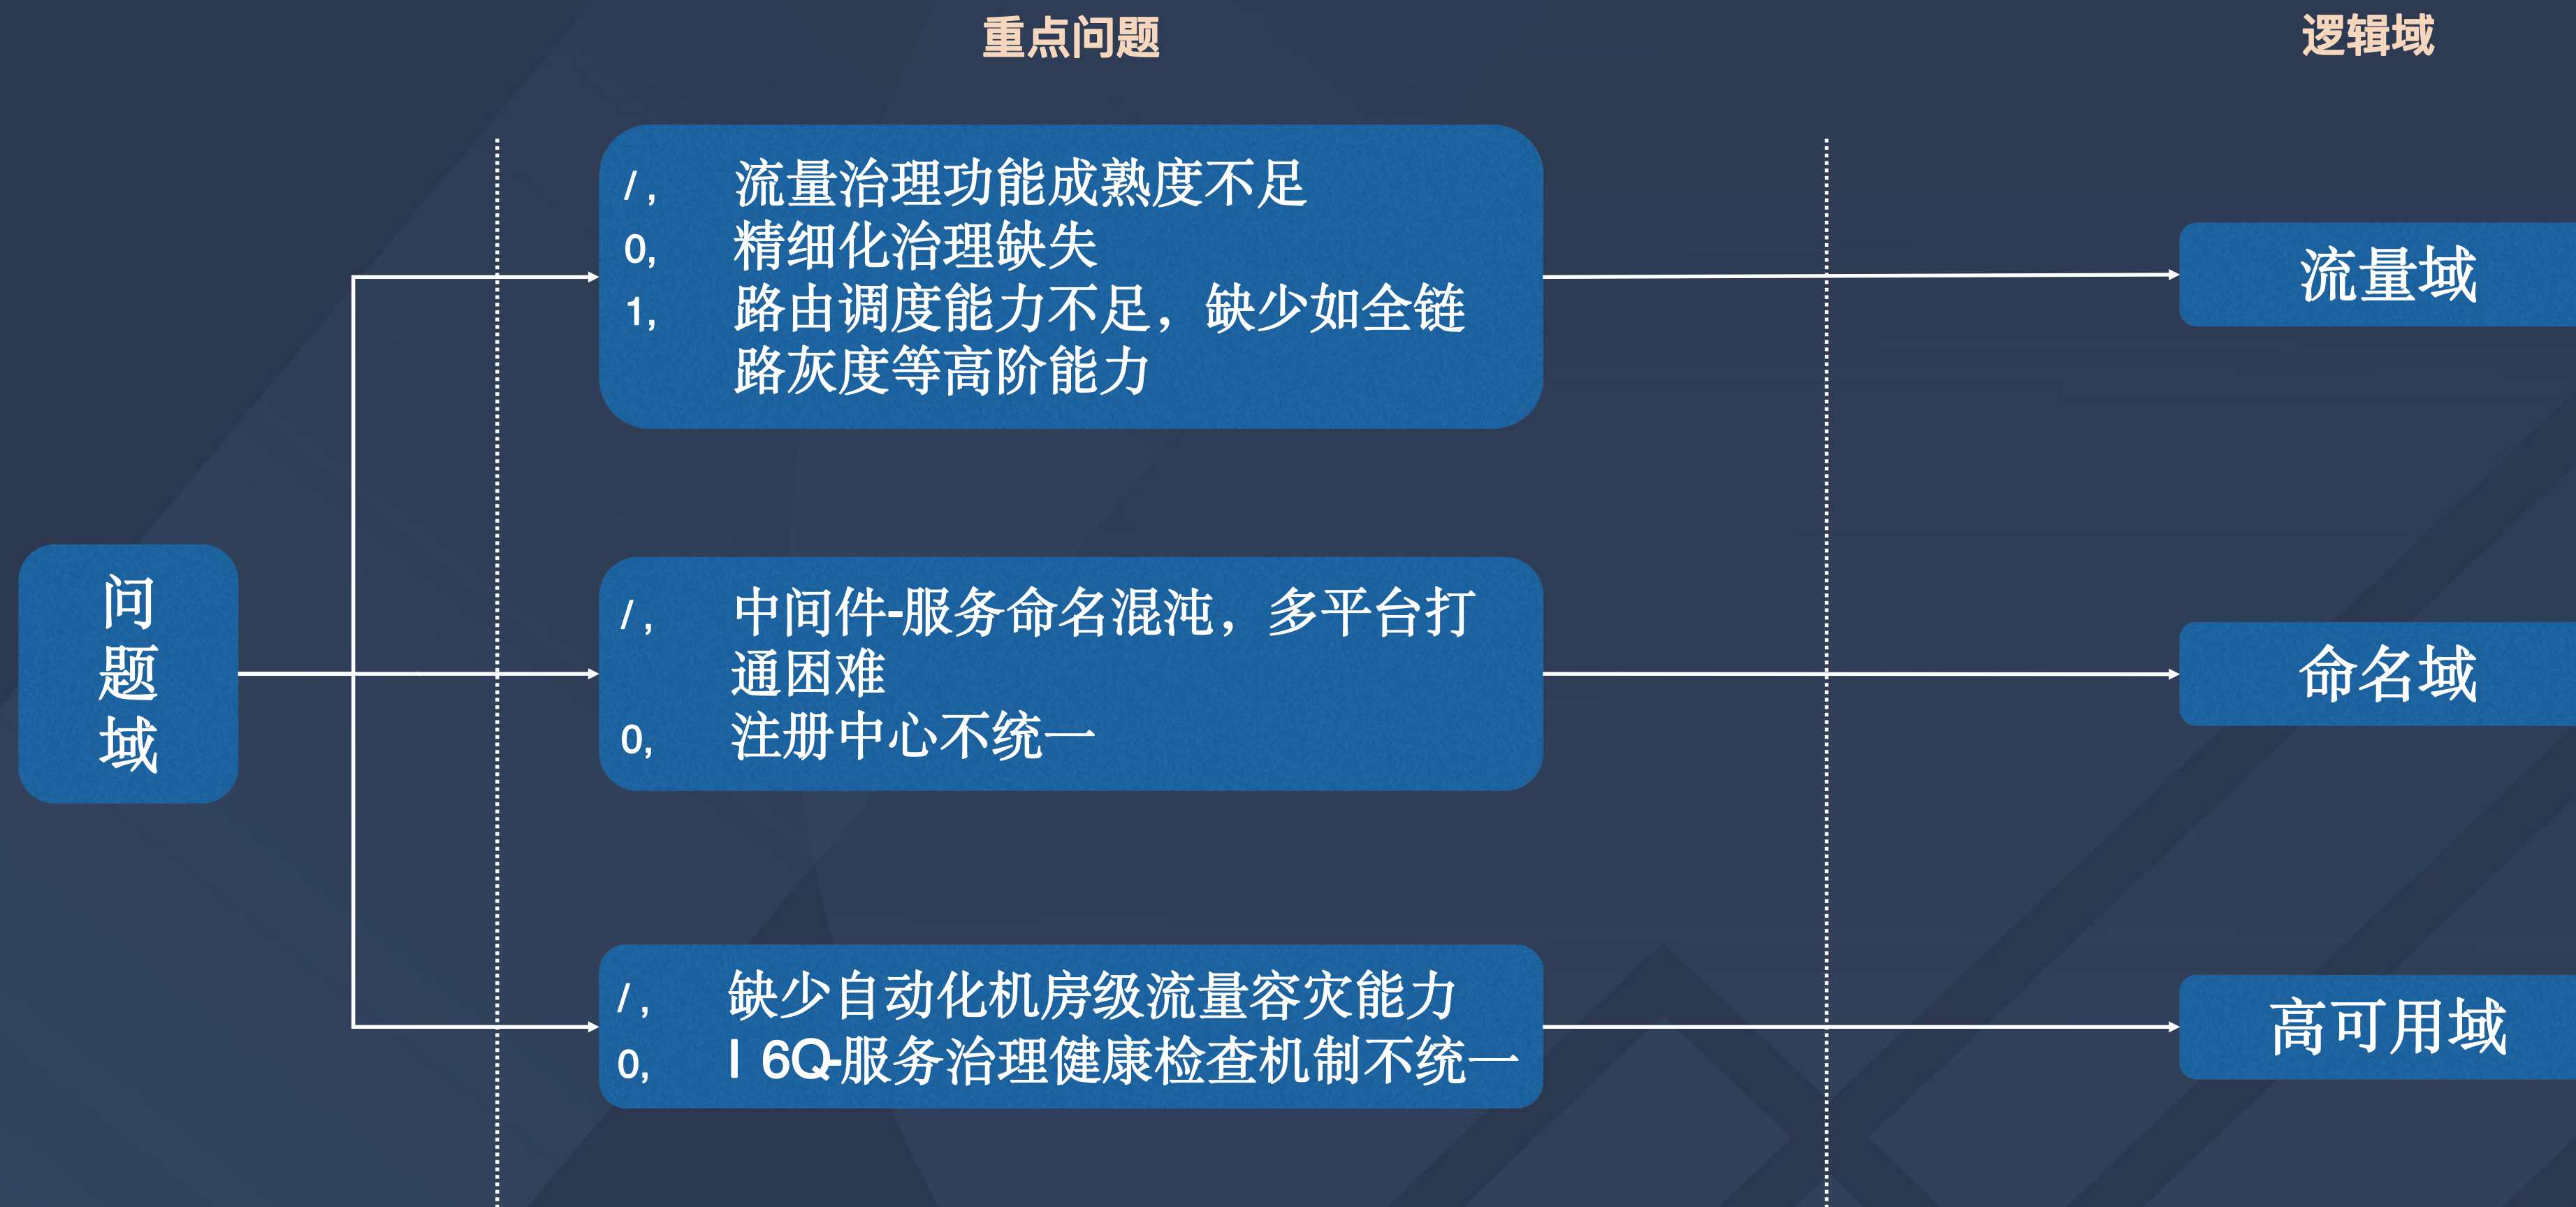 重点问题
逻辑域
/, 流量治理功能成熟度不足
0, 精细化治理缺失
1, 路由调度能力不足，缺少如全链
路灰度等高阶能力
流量域
问
题
域
/, 中间件-服务命名混沌，多平台打
通困难
0, 注册中心不统一
命名域
/, 缺少自动化机房级流量容灾能力
0, I 6Q-服务治理健康检查机制不统一
高可用域